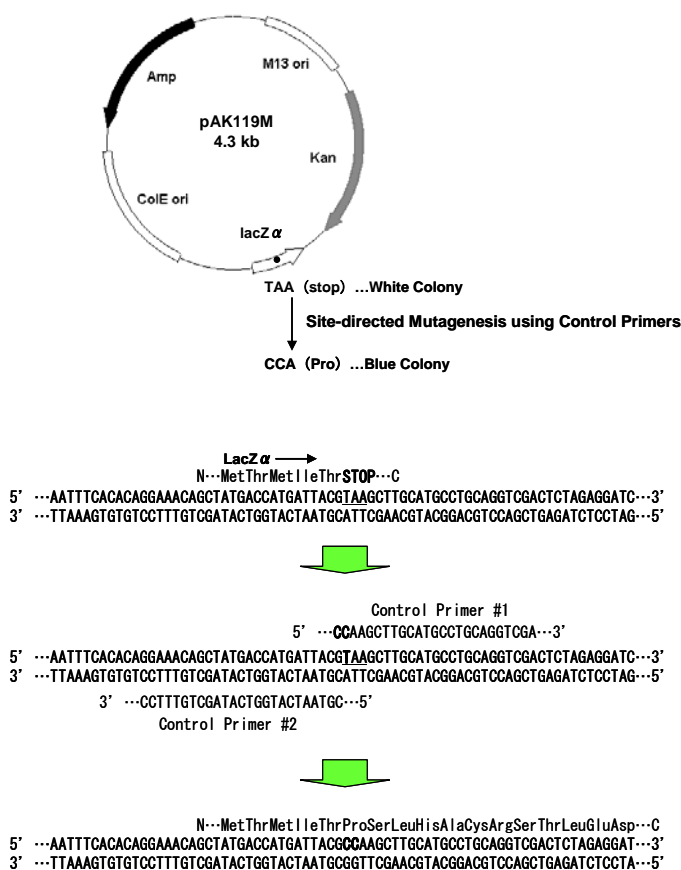 M13 ori
Amp
pAK119M
4.3 kb
Kan
ColE ori
lacZ α
TAA (stop) …White Colony
Site-directed Mutagenesis using Control Primers
CCA (Pro) …Blue Colony
LacZ α
N…MetThrMetIleThrSTOP…C
5' …AATTTCACACAGGAAACAGCTATGACCATGATTACGTAAGCTTGCATGCCTGCAGGTCGACTCTAGAGGATC…3'
3' …TTAAAGTGTGTCCTTTGTCGATACTGGTACTAATGCATTCGAACGTACGGACGTCCAGCTGAGATCTCCTAG…5'
Control Primer #1
5' …CCAAGCTTGCATGCCTGCAGGTCGA…3'
5' …AATTTCACACAGGAAACAGCTATGACCATGATTACGTAAGCTTGCATGCCTGCAGGTCGACTCTAGAGGATC…3'
3' …TTAAAGTGTGTCCTTTGTCGATACTGGTACTAATGCATTCGAACGTACGGACGTCCAGCTGAGATCTCCTAG…5'
3' …CCTTTGTCGATACTGGTACTAATGC…5'
Control Primer #2
N…MetThrMetIleThrProSerLeuHisAlaCysArgSerThrLeuGluAsp…C
5' …AATTTCACACAGGAAACAGCTATGACCATGATTACGCCAAGCTTGCATGCCTGCAGGTCGACTCTAGAGGAT…3'
3' …TTAAAGTGTGTCCTTTGTCGATACTGGTACTAATGCGGTTCGAACGTACGGACGTCCAGCTGAGATCTCCTA…5'